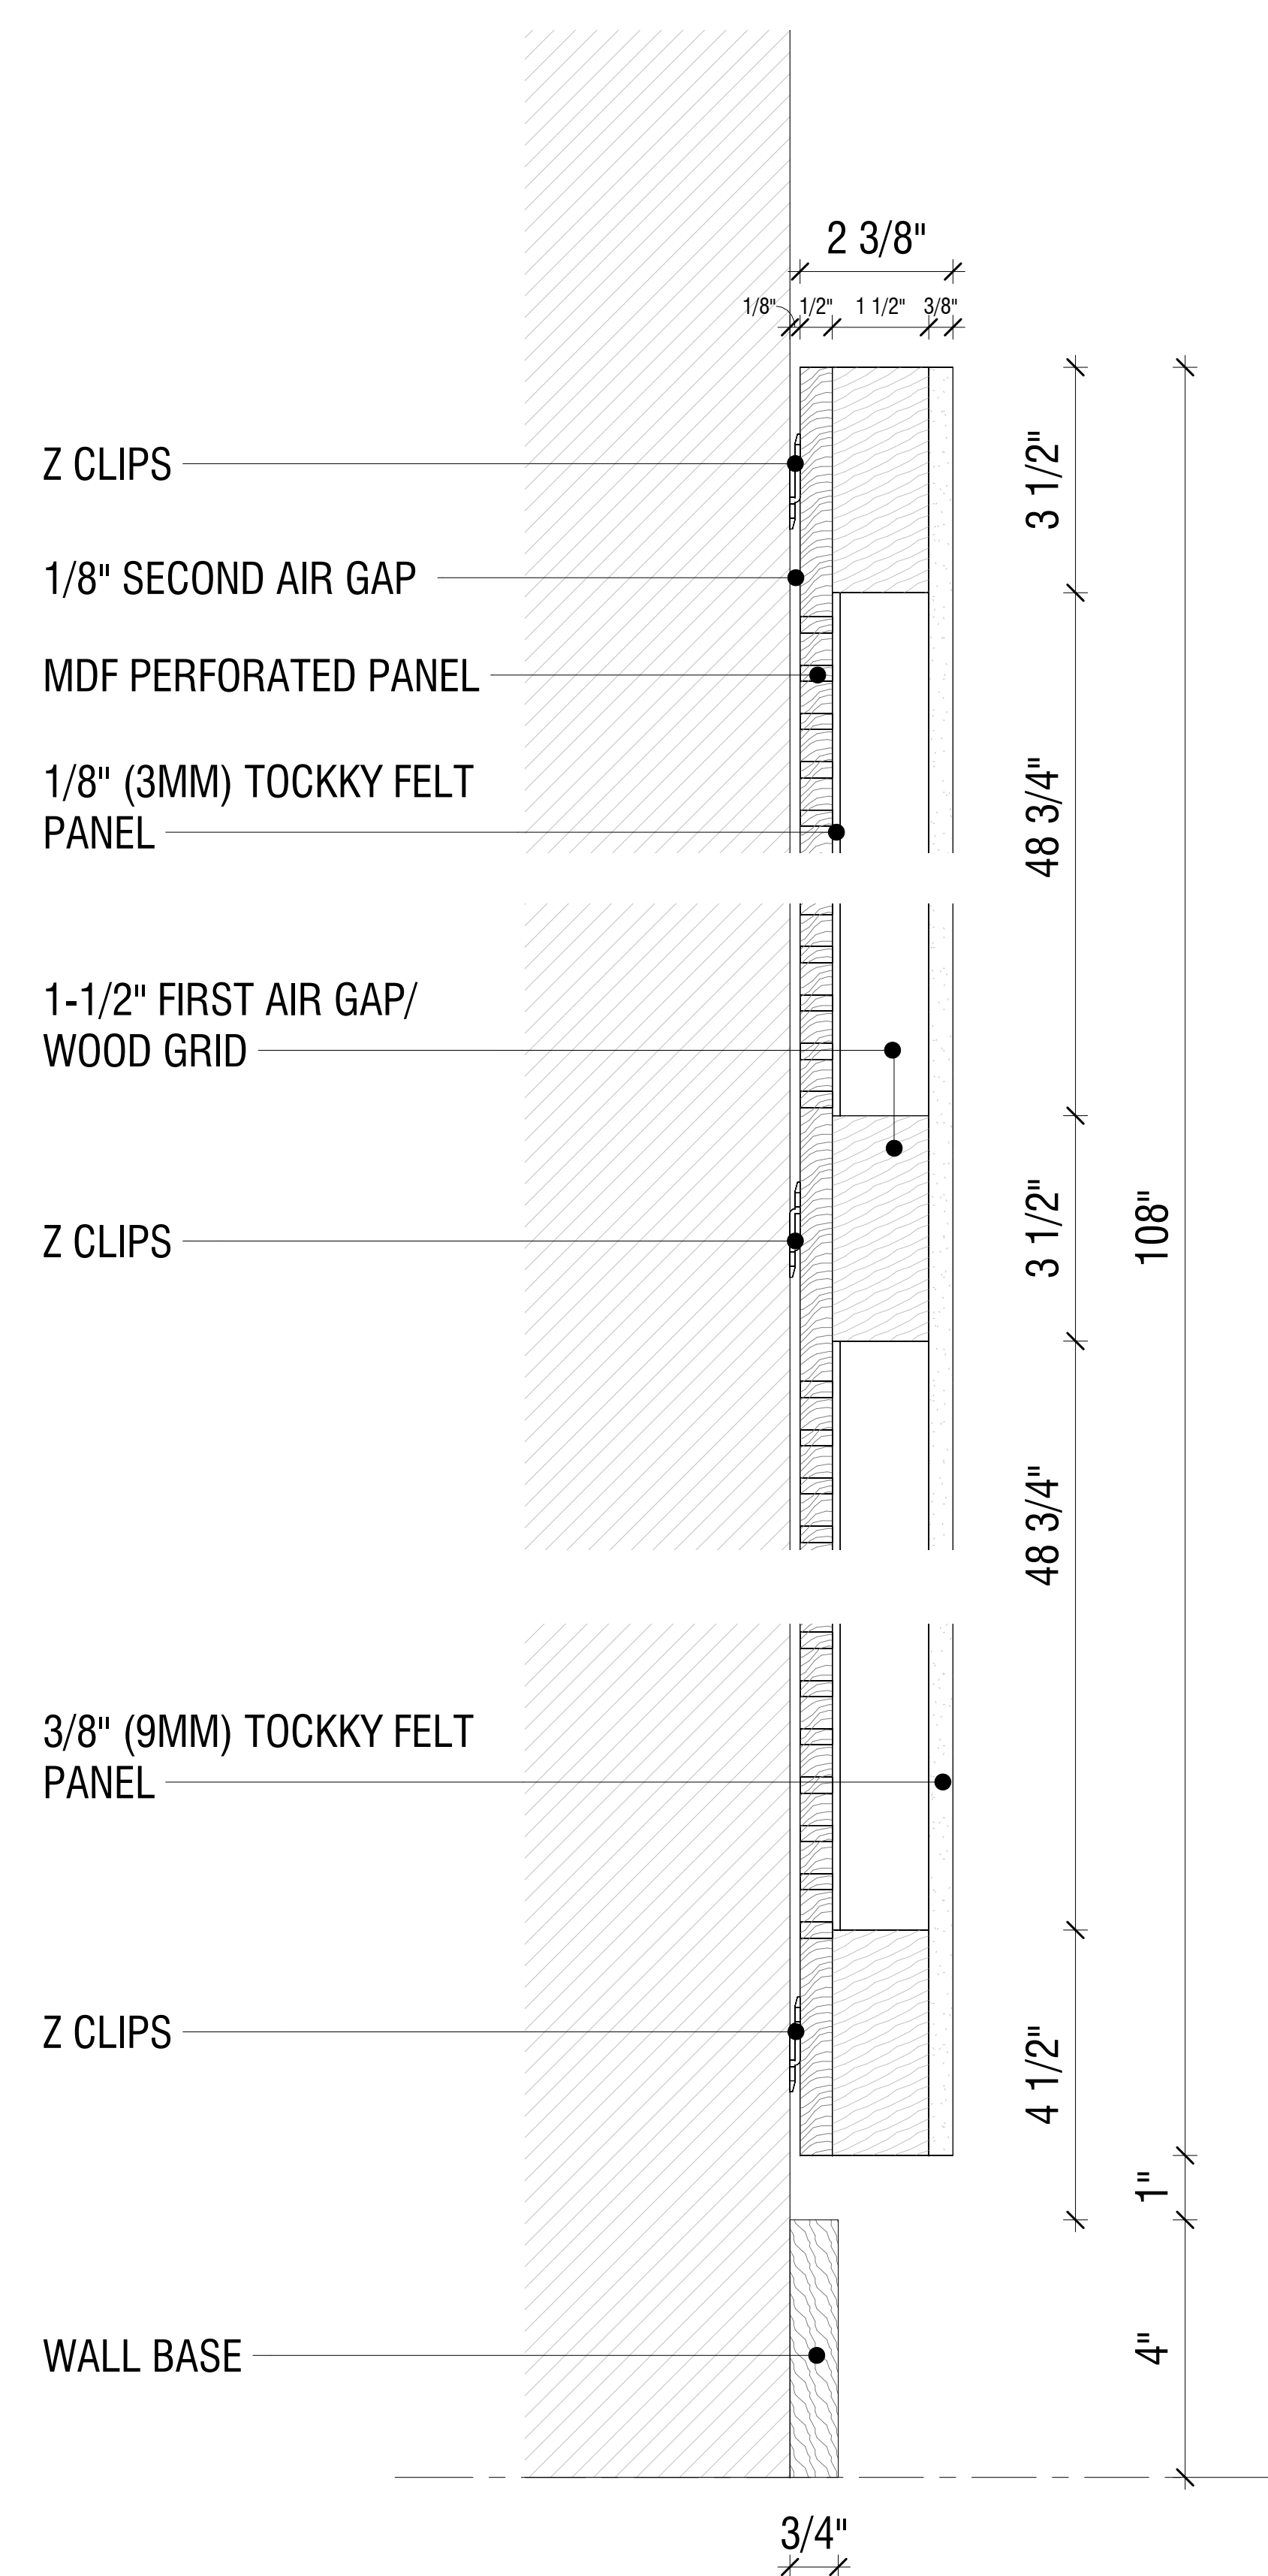 2 3/8"
1/8" 1/2" 1 1/2" 3/8"
Z CLIPS
3 1/2"
1/8" SECOND AIR GAP
MDF PERFORATED PANEL
1/8" (3MM) TOCKKY FELT
PANEL
48 3/4"
1-1/2" FIRST AIR GAP/
WOOD GRID
Z CLIPS
3 1/2"
108"
48 3/4"
3/8" (9MM) TOCKKY FELT
PANEL
Z CLIPS
4 1/2"
1"
WALL BASE
4"
3/4"